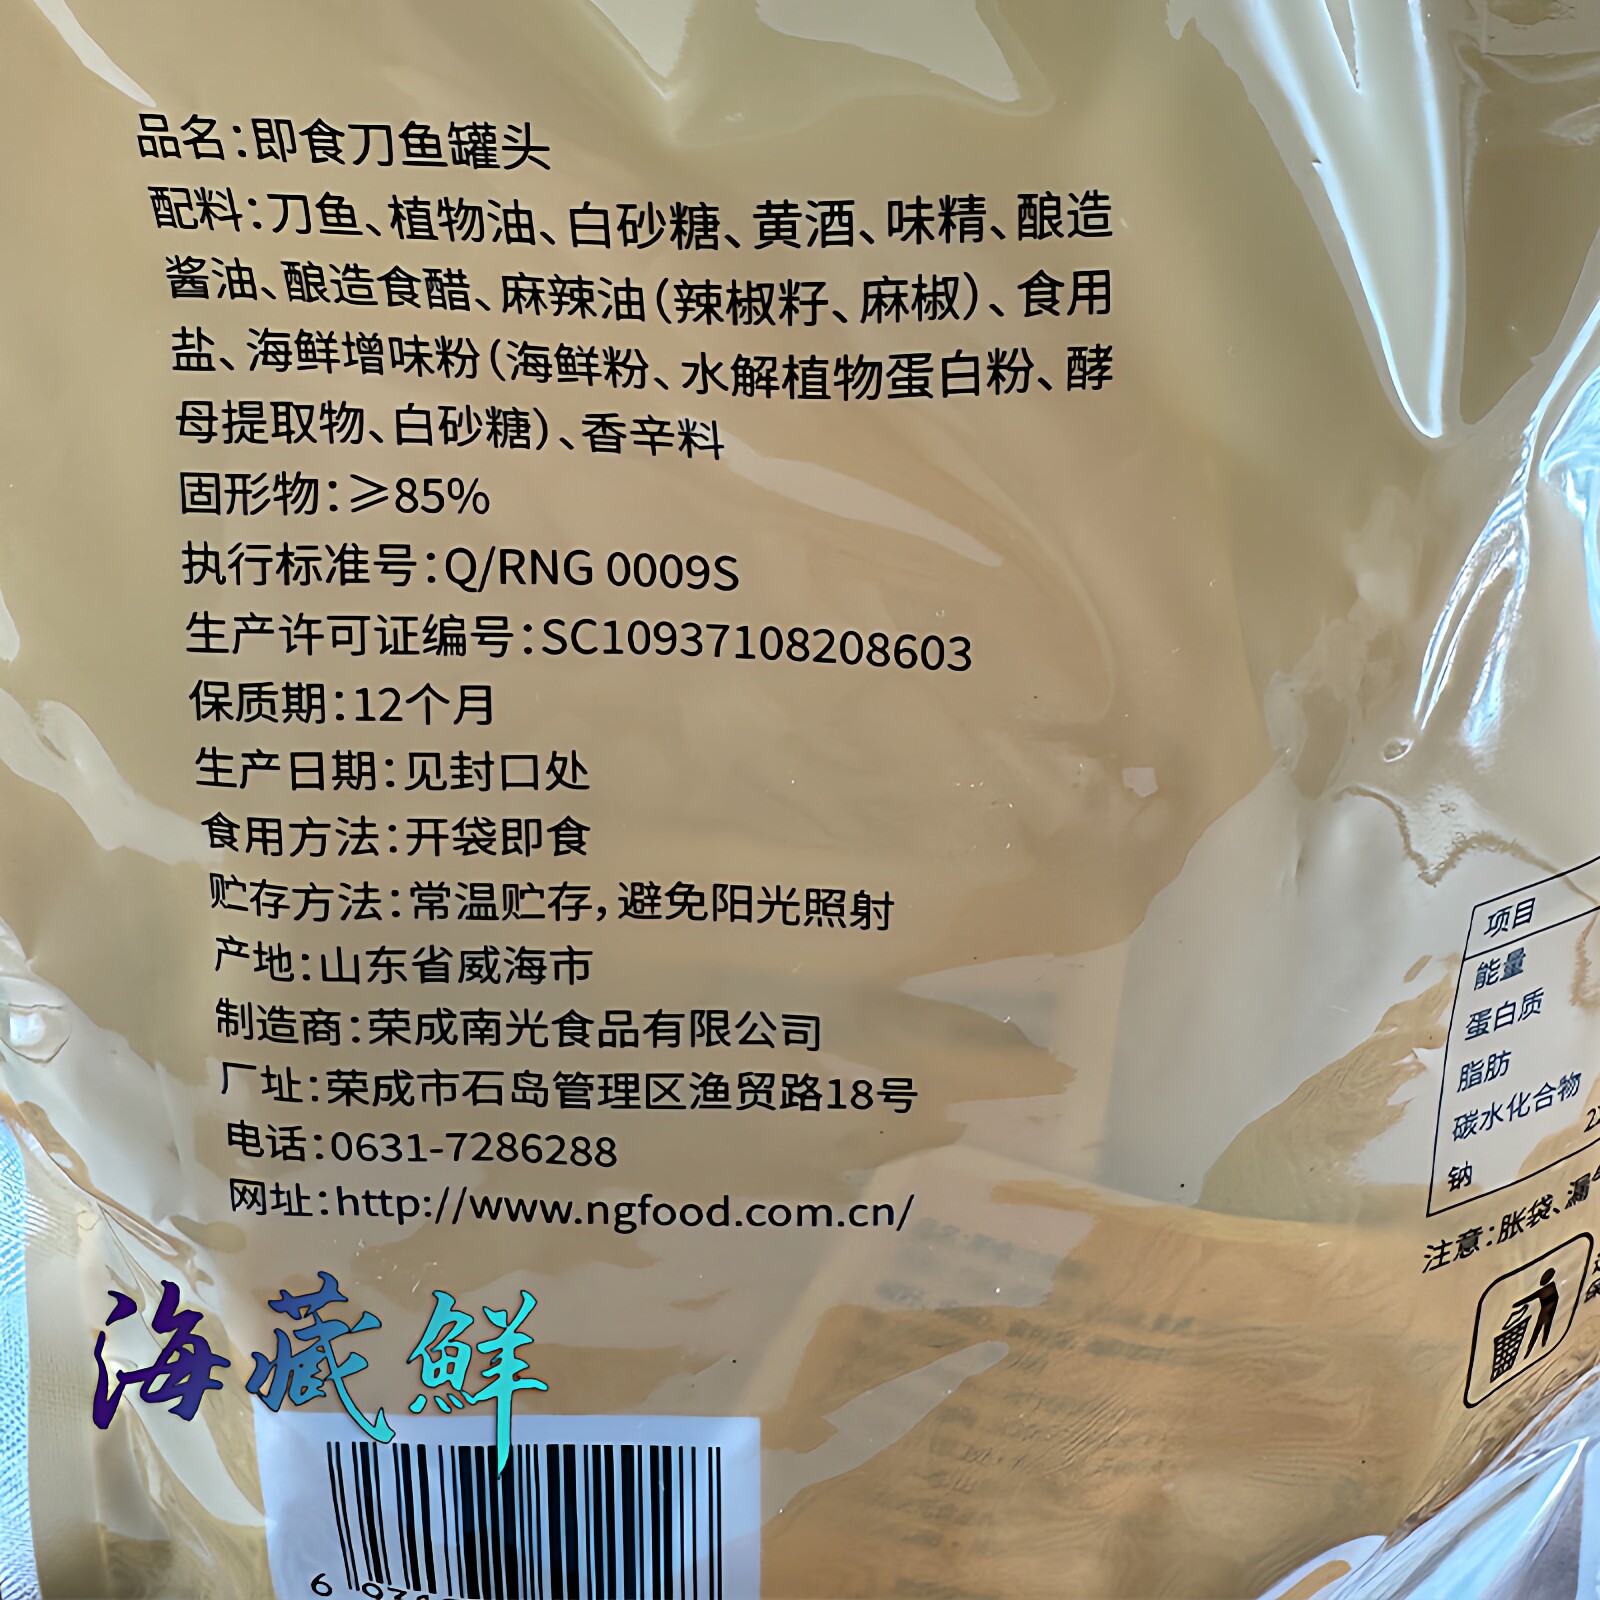 品名：即食刀鱼罐头
配料：刀鱼、植物油、白砂糖、黄酒、味精、酿造
酱油、酿造食醋、麻辣油（辣椒籽、麻椒）、食用
盐、海鲜增味粉（海鲜粉、水解植物蛋白粉、酵
母提取物、白砂糖）、香辛料
固形物：≥85%
执行标准号：Q/RNG 0009S
生产许可证编号：SC10937108208603
保质期：12个月
生产日期：见封口处
食用方法：开袋即食
贮存方法：常温贮存，避免阳光照射
产地：山东省威海市
制造商：荣成南光食品有限公司
厂址：荣成市石岛管理区渔贸路18号
电话：0631-7286288
网址：http://www.ngfood.com.cn/
海藏鮮
项目
能量
蛋白质
脂肪
碳水化合物
钠
注意：胀袋、漏